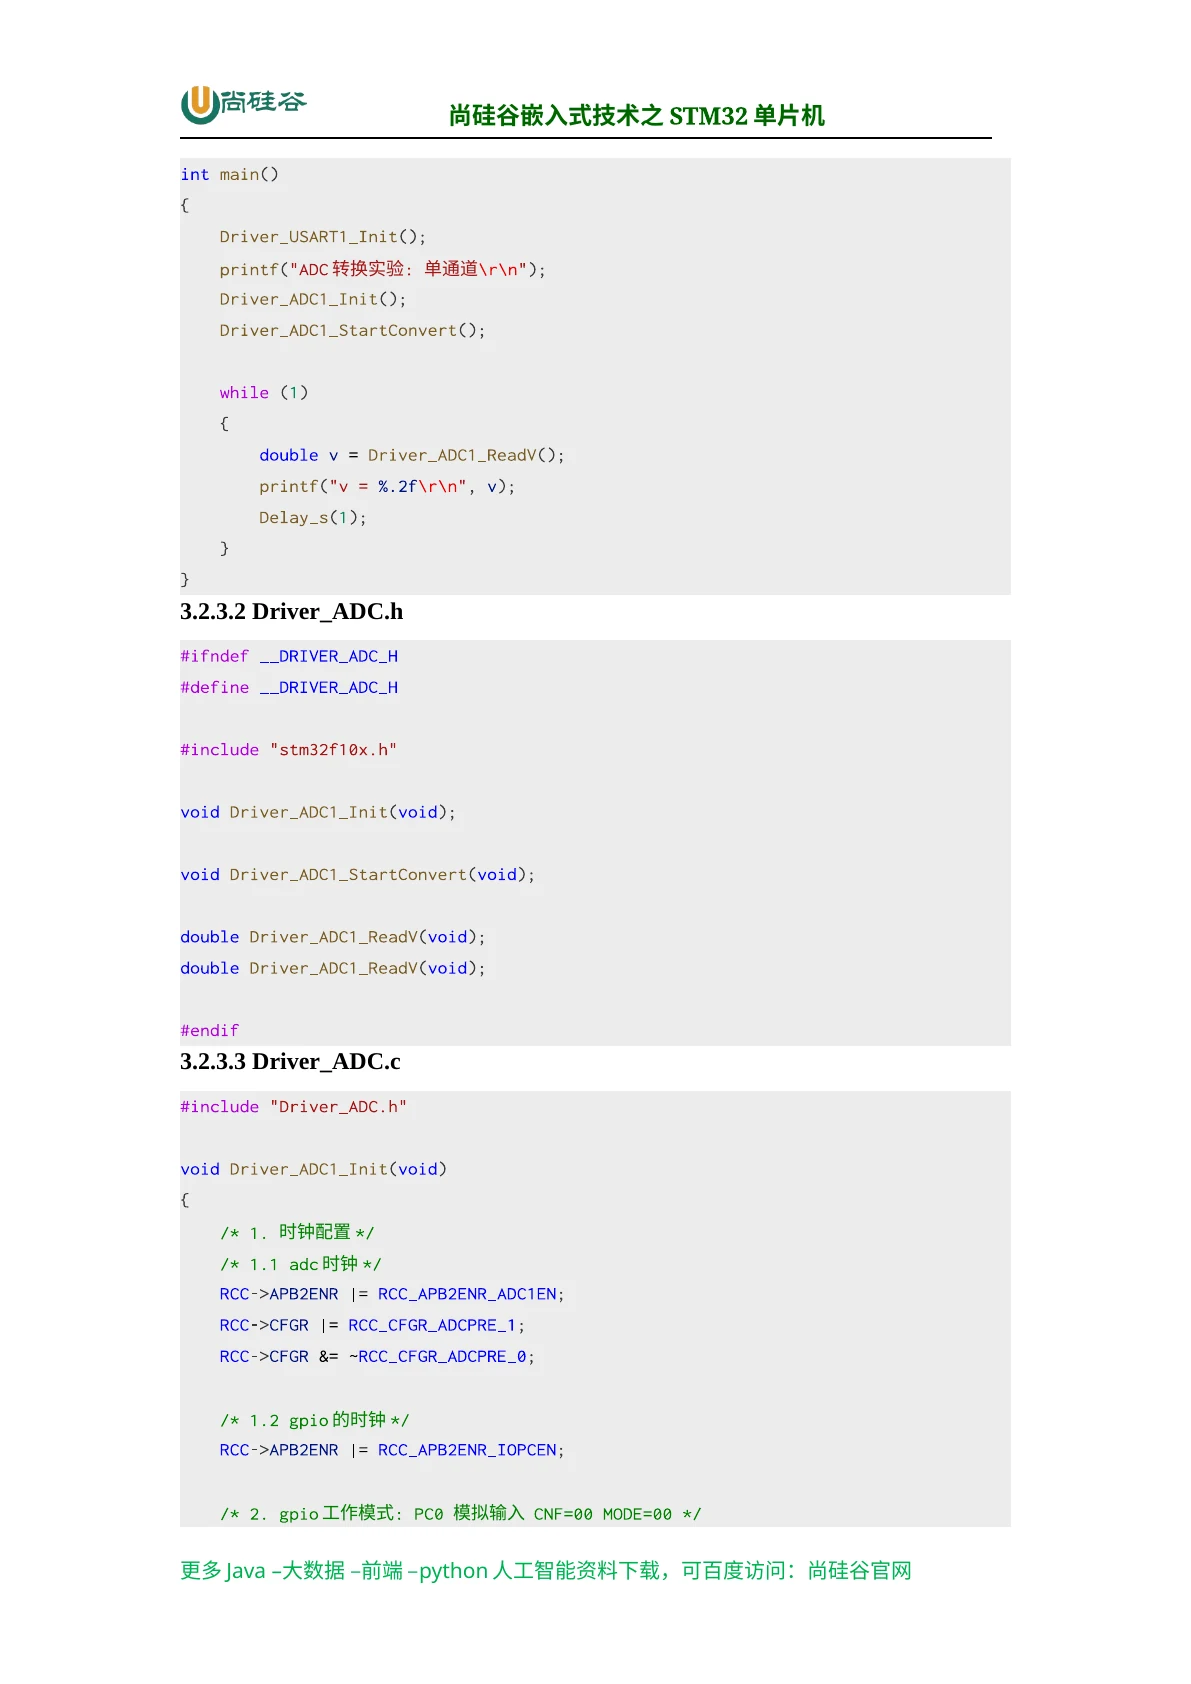 尚硅谷
尚硅谷嵌入式技术之 STM32 单片机
int main()
{
    Driver_USART1_Init();
    printf("ADC 转换实验: 单通道\r\n");
    Driver_ADC1_Init();
    Driver_ADC1_StartConvert();
    while (1)
    {
        double v = Driver_ADC1_ReadV();
        printf("v = %.2f\r\n", v);
        Delay_s(1);
    }
}
3.2.3.2 Driver_ADC.h
#ifndef __DRIVER_ADC_H
#define __DRIVER_ADC_H
#include "stm32f10x.h"
void Driver_ADC1_Init(void);
void Driver_ADC1_StartConvert(void);
double Driver_ADC1_ReadV(void);
double Driver_ADC1_ReadV(void);
#endif
3.2.3.3 Driver_ADC.c
#include "Driver_ADC.h"
void Driver_ADC1_Init(void)
{
    /* 1. 时钟配置 */
    /* 1.1 adc 时钟 */
    RCC->APB2ENR |= RCC_APB2ENR_ADC1EN;
    RCC->CFGR |= RCC_CFGR_ADCPRE_1;
    RCC->CFGR &= ~RCC_CFGR_ADCPRE_0;
    /* 1.2 gpio 的时钟 */
    RCC->APB2ENR |= RCC_APB2ENR_IOPCEN;
    /* 2. gpio 工作模式: PC0 模拟输入 CNF=00 MODE=00 */
更多 Java –大数据 –前端 –python 人工智能资料下载，可百度访问：尚硅谷官网